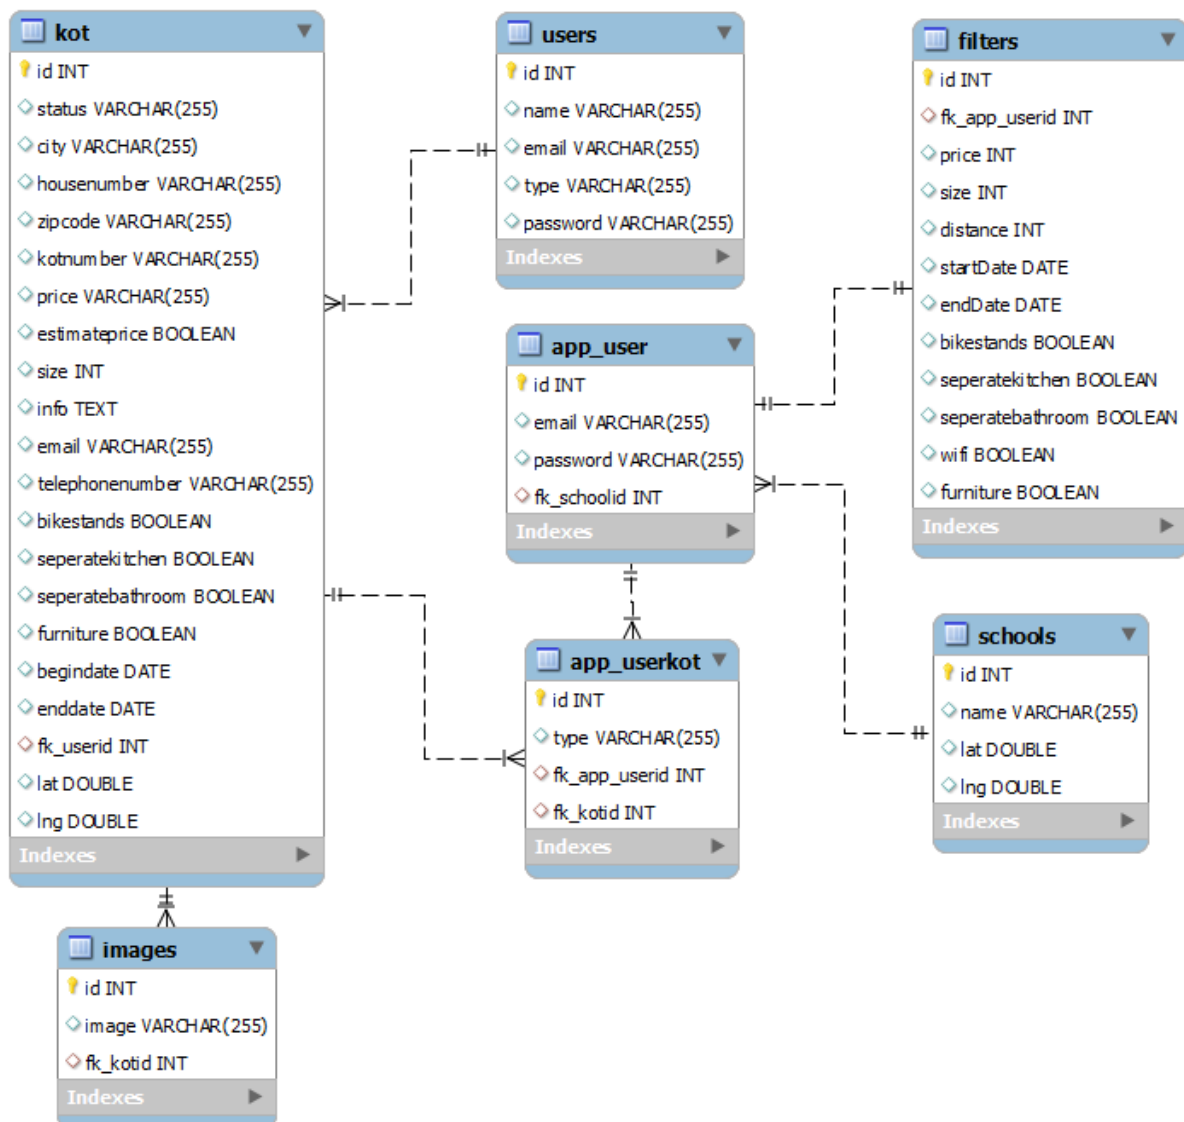 kot
id INT
status VARCHAR(255)
city VARCHAR(255)
housenumber VARCHAR(255)
zipcode VARCHAR(255)
kotnumber VARCHAR(255)
price VARCHAR(255)
estimateprice BOOLEAN
size INT
info TEXT
email VARCHAR(255)
telephonenumber VARCHAR(255)
bikestands BOOLEAN
seperatekitchen BOOLEAN
seperatebathroom BOOLEAN
furniture BOOLEAN
begindate DATE
enddate DATE
fk_userid INT
lat DOUBLE
lng DOUBLE
Indexes
users
id INT
name VARCHAR(255)
email VARCHAR(255)
type VARCHAR(255)
password VARCHAR(255)
Indexes
filters
id INT
fk_app_userid INT
price INT
size INT
distance INT
startDate DATE
endDate DATE
bikestands BOOLEAN
seperatekitchen BOOLEAN
seperatebathroom BOOLEAN
wifi BOOLEAN
furniture BOOLEAN
Indexes
app_user
id INT
email VARCHAR(255)
password VARCHAR(255)
fk_schoolid INT
Indexes
app_userkot
id INT
type VARCHAR(255)
fk_app_userid INT
fk_kotid INT
Indexes
schools
id INT
name VARCHAR(255)
lat DOUBLE
lng DOUBLE
Indexes
images
id INT
image VARCHAR(255)
fk_kotid INT
Indexes